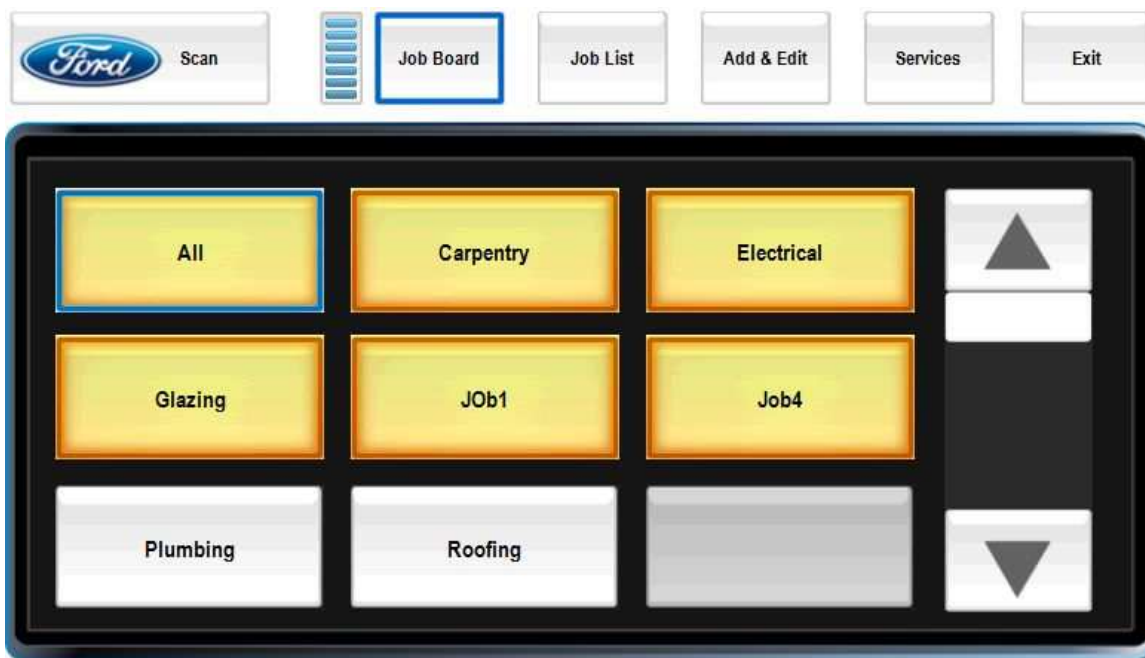 Ford Scan Job Board Job List Add & Edit Services Exit
All Carpentry Electrical
Glazing JOb1 Job4
Plumbing Roofing